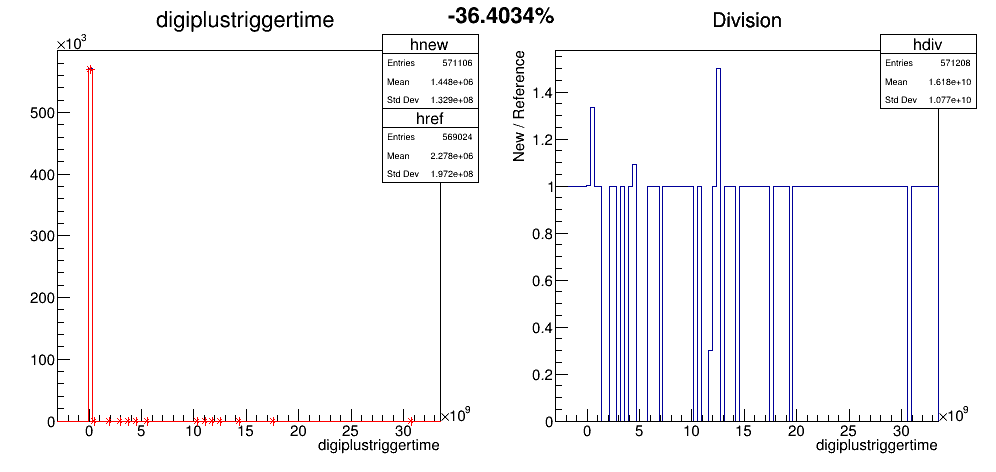 digiplustriggertime
-36.4034%
Division
×10³
hnew
Entries 571106
Mean 1.448e+06
Std Dev 1.329e+08
href
Entries 569024
Mean 2.278e+06
Std Dev 1.972e+08
500
400
300
200
100
0
0 5 10 15 20 25 30
×10⁹
digiplustriggertime
hdiv
Entries 571208
Mean 1.618e+10
Std Dev 1.077e+10
New / Reference
1.4
1.2
1
0.8
0.6
0.4
0.2
0
0 5 10 15 20 25 30
×10⁹
digiplustriggertime